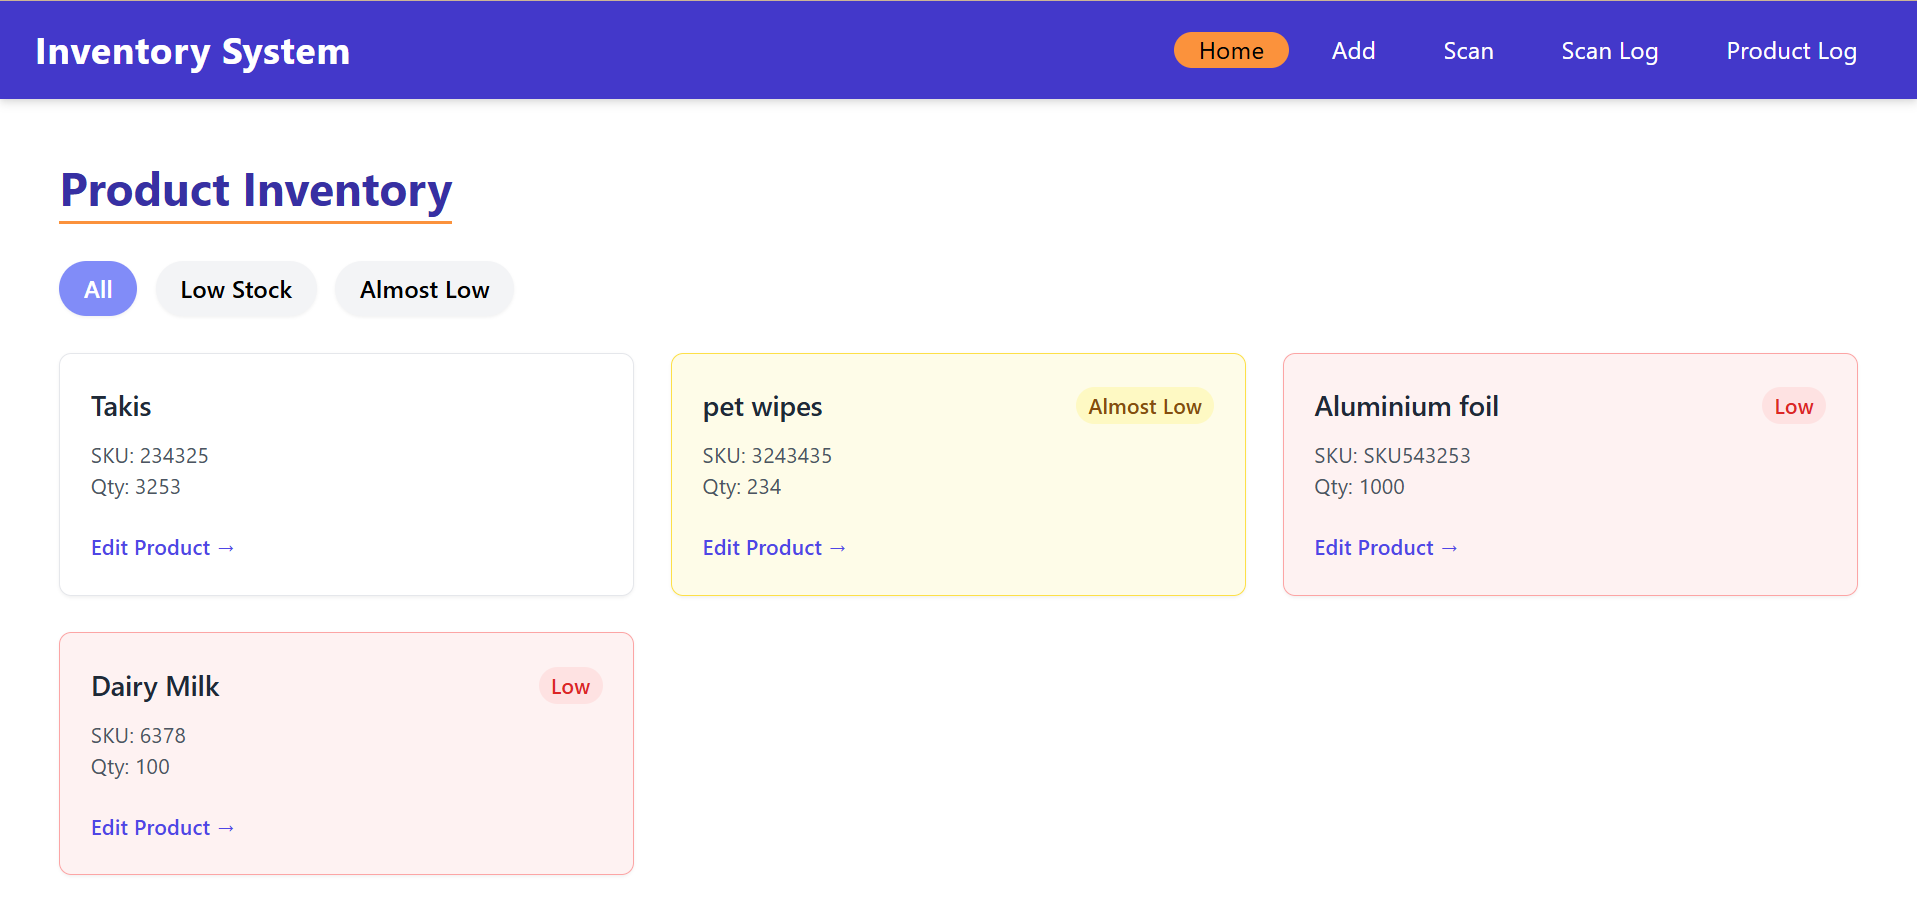 Inventory System
Home
Add
Scan
Scan Log
Product Log
Product Inventory
All
Low Stock
Almost Low
Takis
SKU: 234325
Qty: 3253
Edit Product →
pet wipes
Almost Low
SKU: 3243435
Qty: 234
Edit Product →
Aluminium foil
Low
SKU: SKU543253
Qty: 1000
Edit Product →
Dairy Milk
Low
SKU: 6378
Qty: 100
Edit Product →